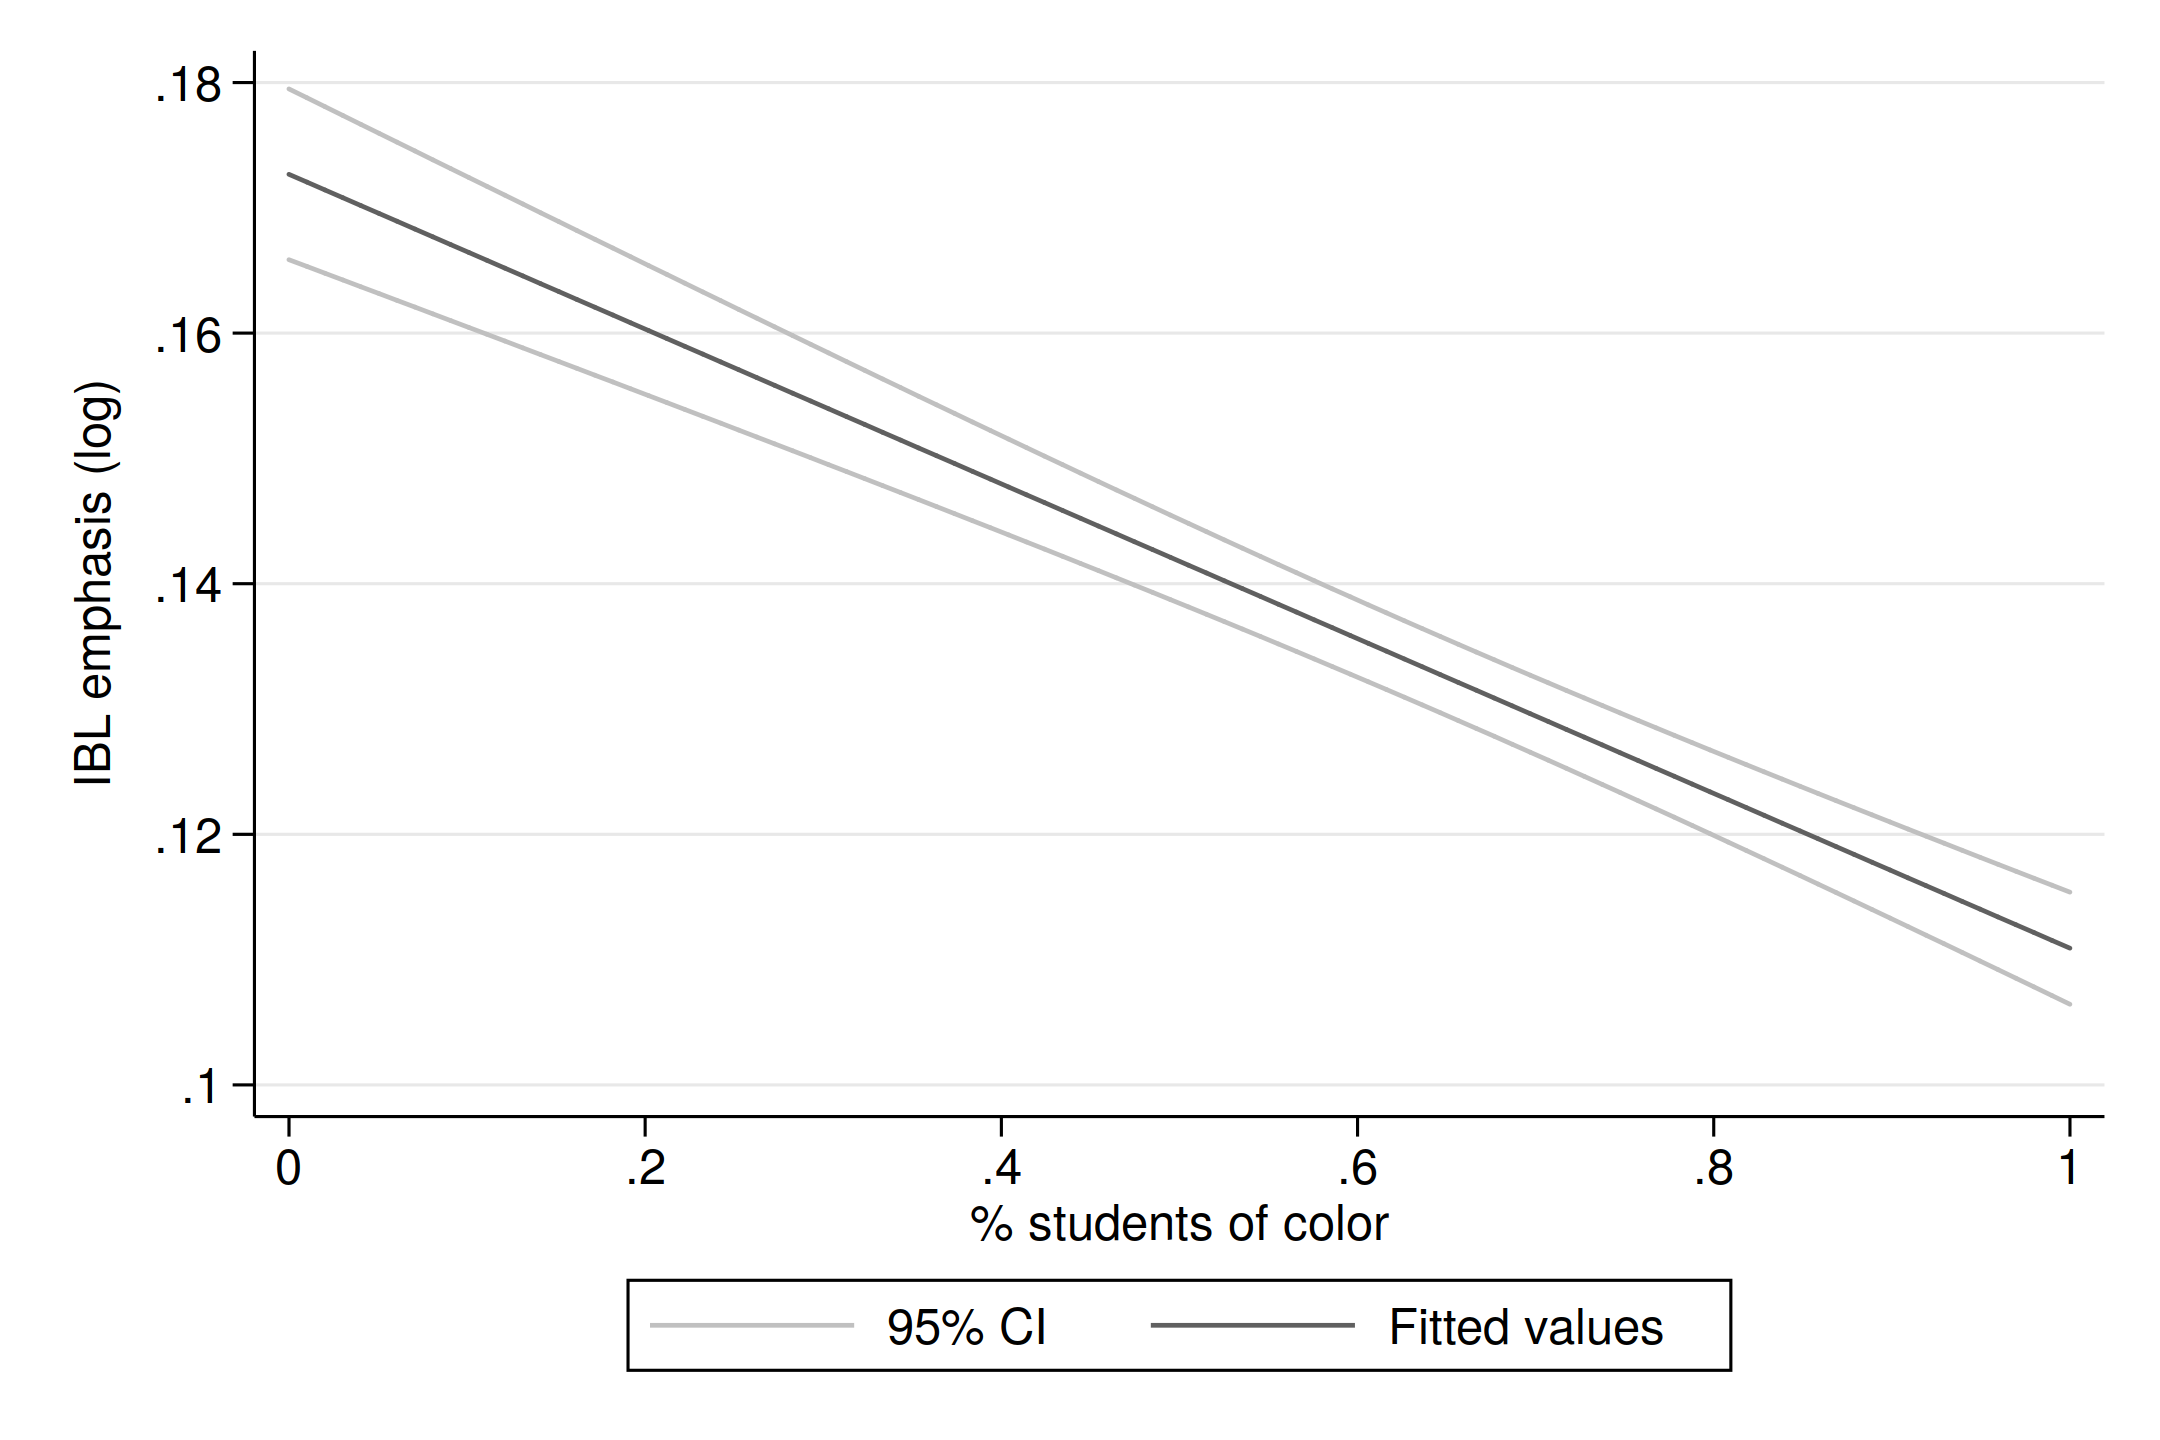 .18
.16
.14
.12
.1
IBL emphasis (log)
0 .2 .4 .6 .8 1
% students of color
95% CI Fitted values